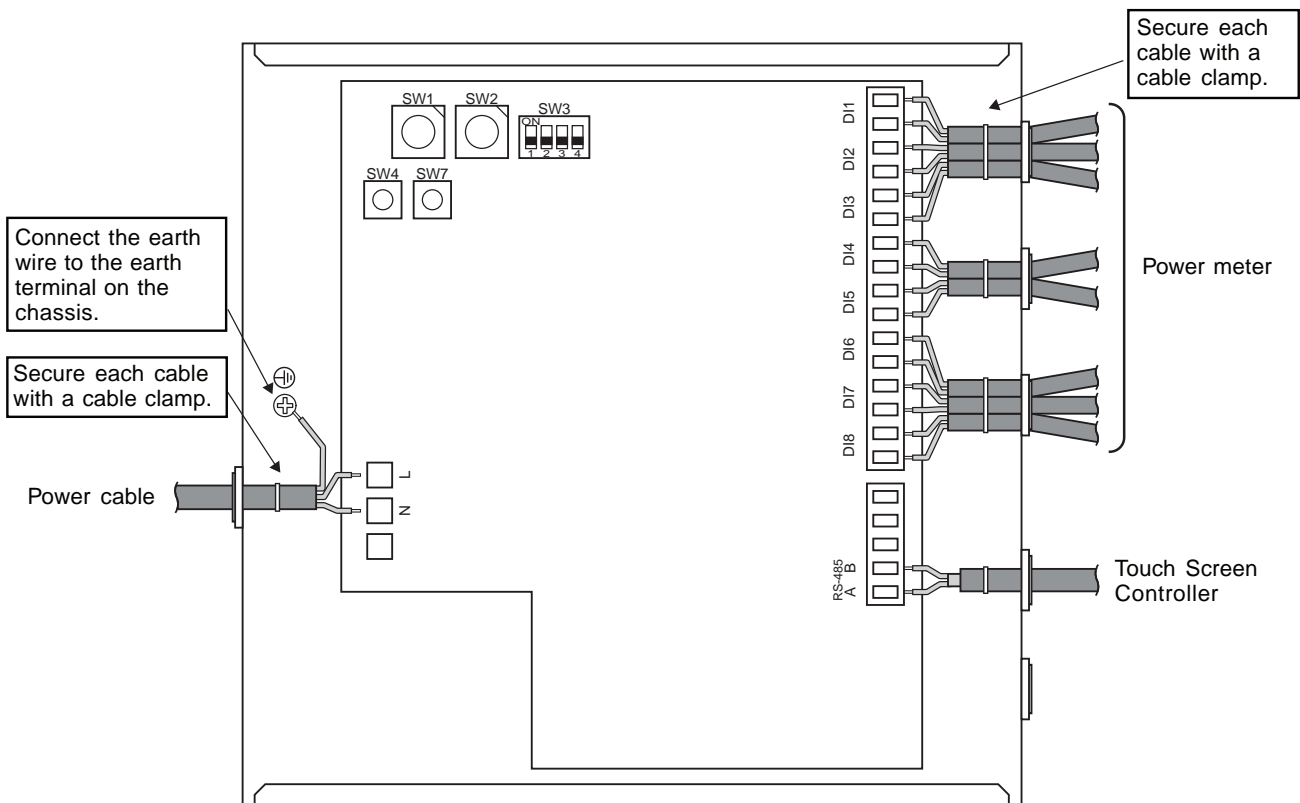 Secure each
cable with a
cable clamp.
SW1
SW2
SW3
ON
1 2 3 4
SW4
SW7
DI1
DI2
DI3
DI4
DI5
DI6
DI7
DI8
Power meter
Connect the earth
wire to the earth
terminal on the
chassis.
Secure each cable
with a cable clamp.
Power cable
L
N
RS-485
A B
Touch Screen
Controller